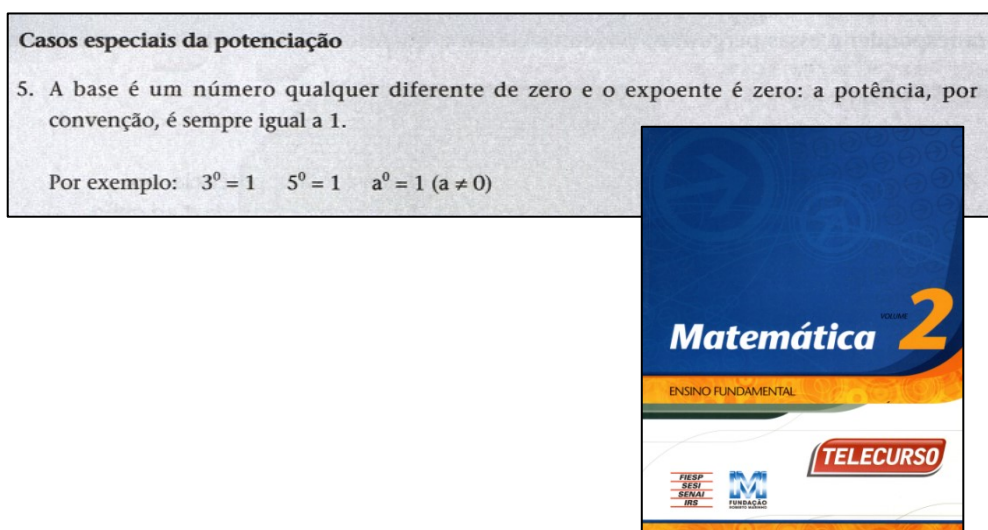 Casos especiais da potenciação
5. A base é um número qualquer diferente de zero e o expoente é zero: a potência, por
convenção, é sempre igual a 1.
Por exemplo: 3⁰ = 1 5⁰ = 1 a⁰ = 1 (a ≠ 0)
VOLUME
Matemática 2
ENSINO FUNDAMENTAL
TELECURSO
FIESP
SESI
SENAI
IRS
FUNDAÇÃO
ROBERTO MARINHO